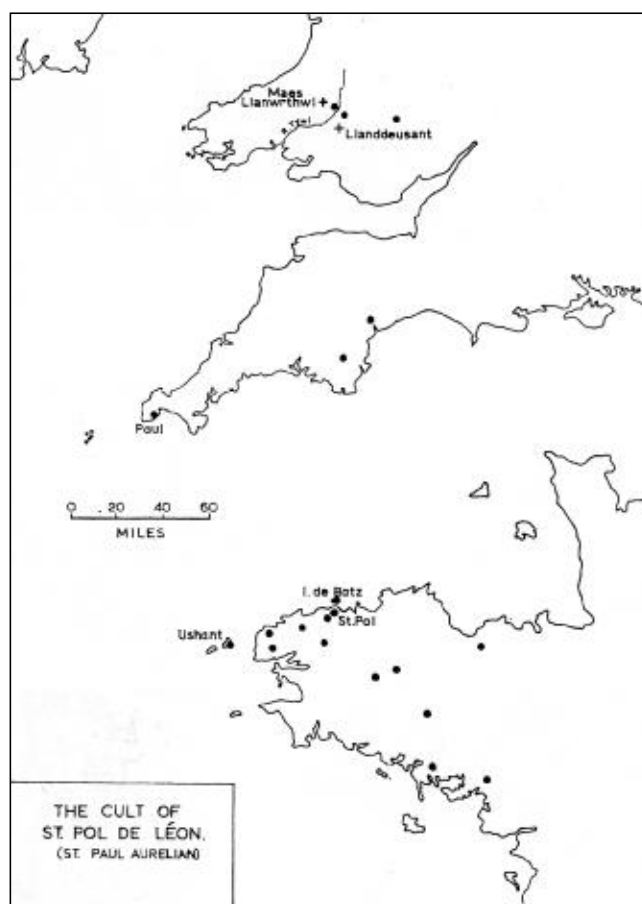 Maes
Llanwrthwl
Llanddeusant
Paul
0 . 20 40 60
MILES
I. de Batz
St. Pol
Ushant
THE CULT OF
ST. POL DE LÉON.
(ST. PAUL AURELIAN)